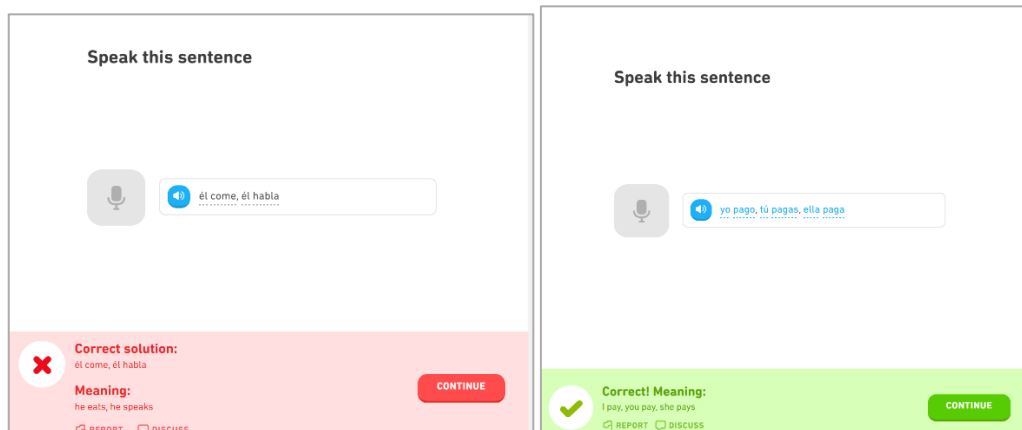 Speak this sentence
él come, él habla
Correct solution:
él come, él habla
Meaning:
he eats, he speaks
CONTINUE
REPORT DISCUSS
Speak this sentence
yo pago, tú pagas, ella paga
Correct! Meaning:
I pay, you pay, she pays
CONTINUE
REPORT DISCUSS